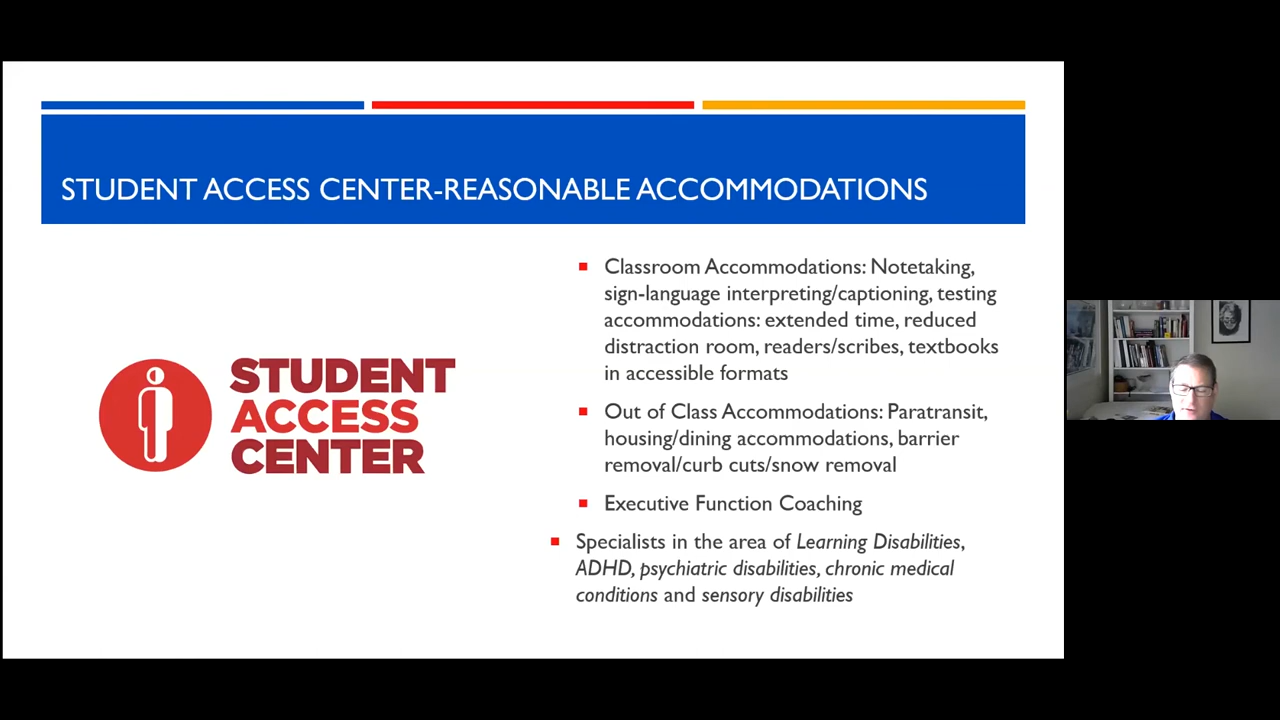 STUDENT ACCESS CENTER-REASONABLE ACCOMMODATIONS
STUDENT
ACCESS
CENTER
Classroom Accommodations: Notetaking,
sign-language interpreting/captioning, testing
accommodations: extended time, reduced
distraction room, readers/scribes, textbooks
in accessible formats
Out of Class Accommodations: Paratransit,
housing/dining accommodations, barrier
removal/curb cuts/snow removal
Executive Function Coaching
Specialists in the area of Learning Disabilities,
ADHD, psychiatric disabilities, chronic medical
conditions and sensory disabilities